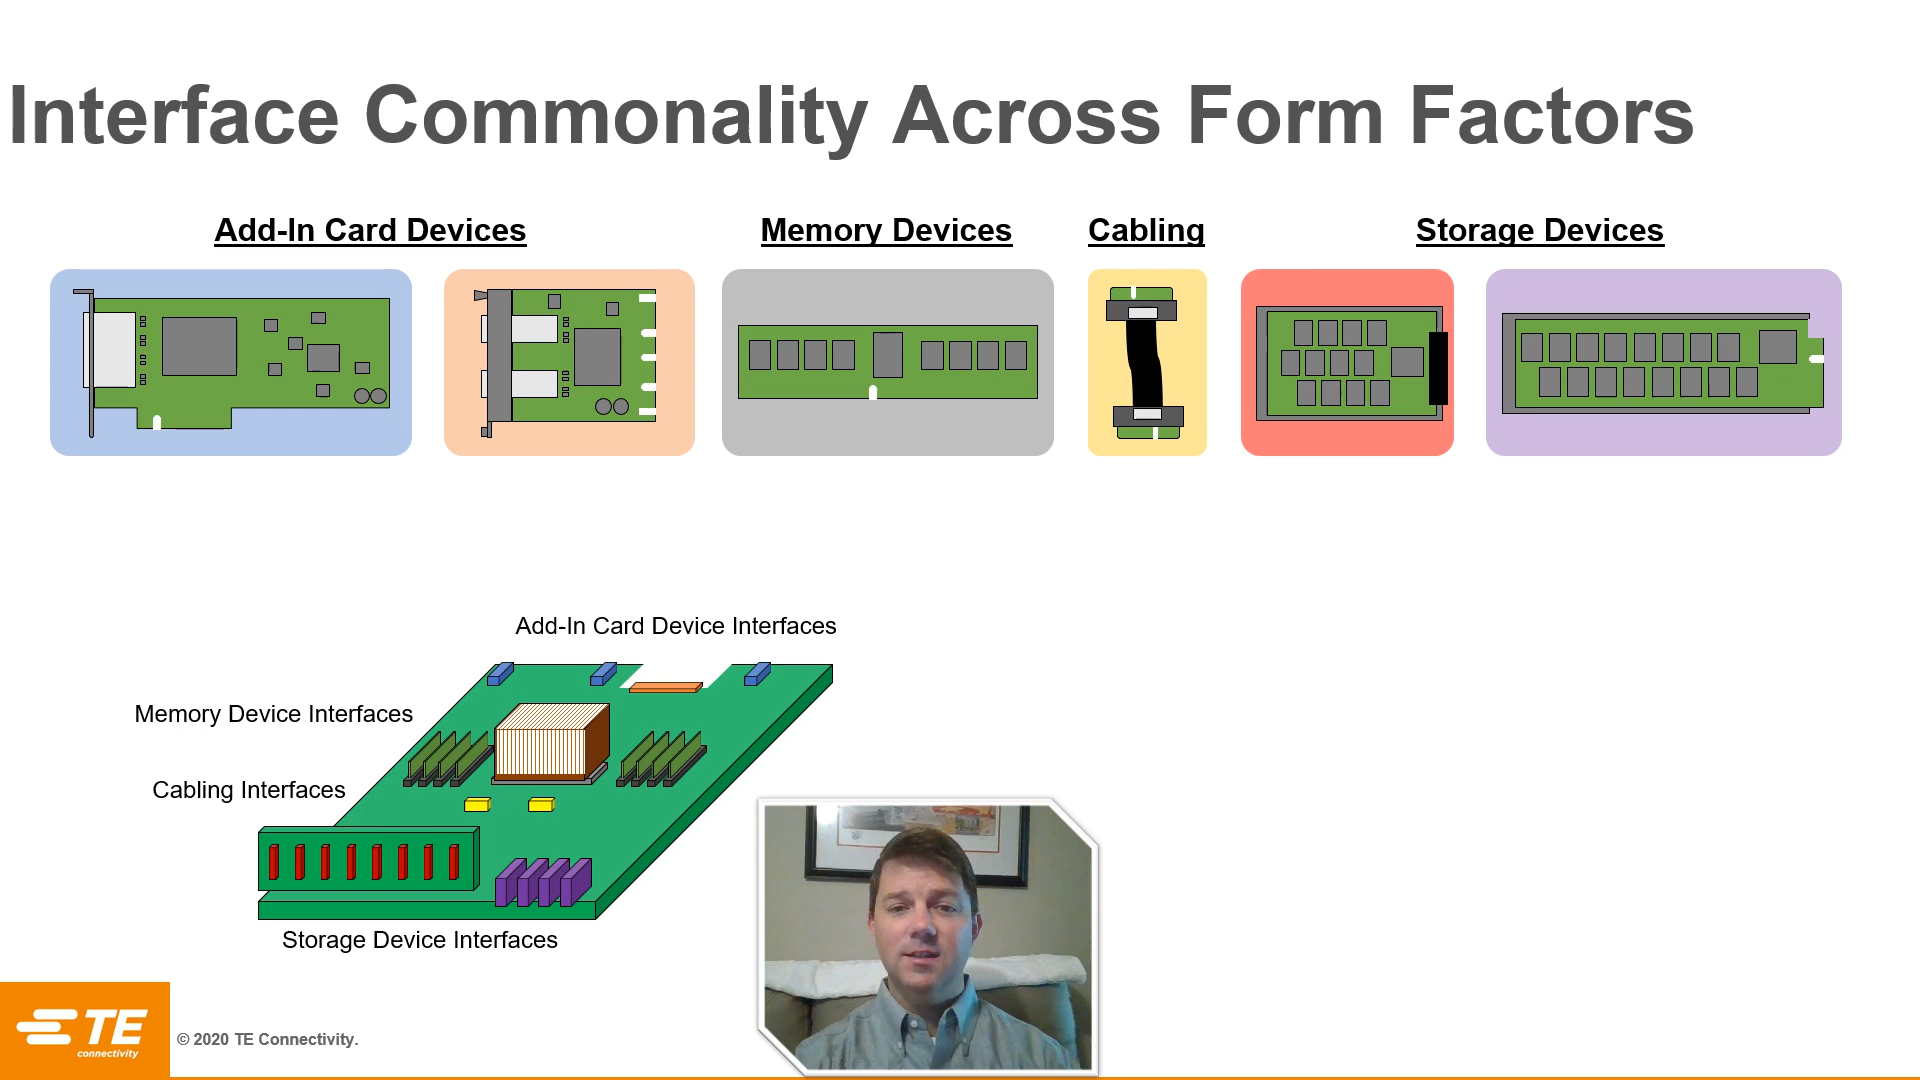 Interface Commonality Across Form Factors
Add-In Card Devices
Memory Devices
Cabling
Storage Devices
Add-In Card Device Interfaces
Memory Device Interfaces
Cabling Interfaces
Storage Device Interfaces
TE
connectivity
© 2020 TE Connectivity.